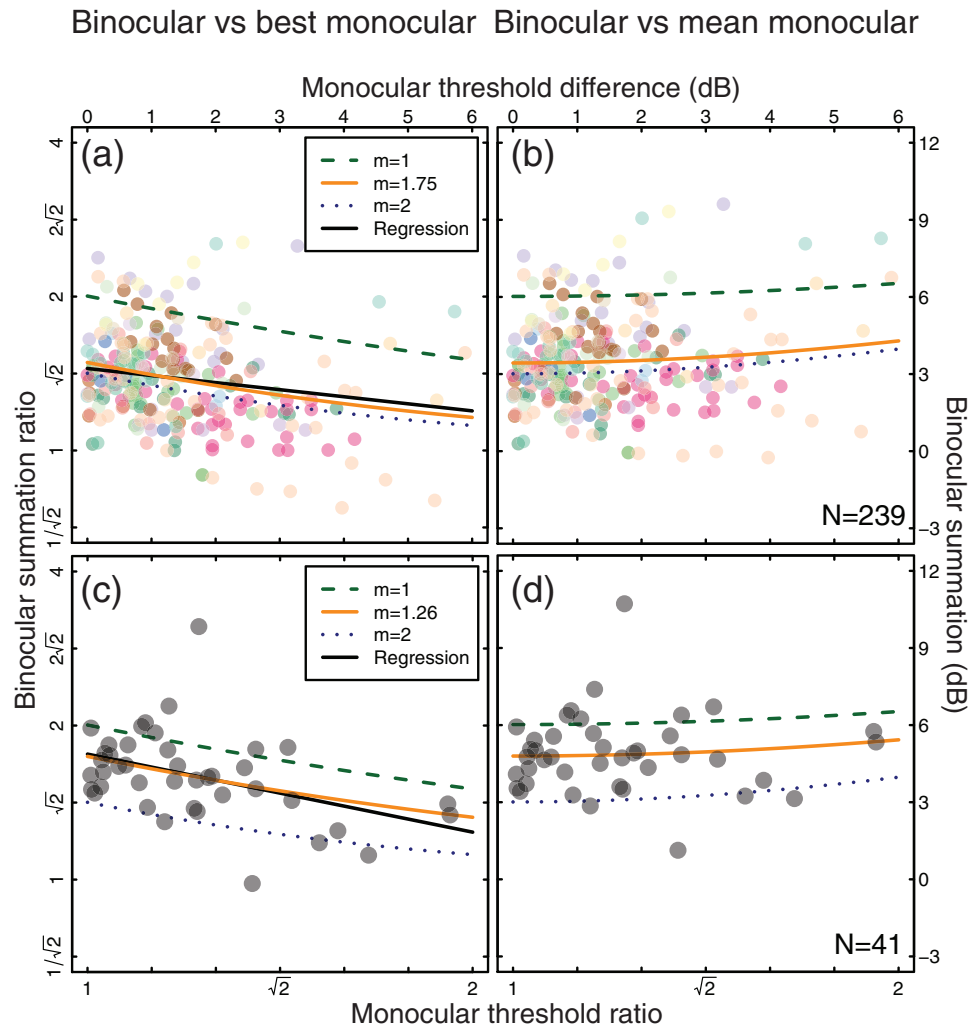 Binocular vs best monocular Binocular vs mean monocular
Monocular threshold difference (dB)
0 1 2 3 4 5 6 0 1 2 3 4 5 6
(a)
m=1
m=1.75
m=2
Regression
4
2√2
2
√2
1
1/√2
(b)
12
9
6
3
0
−3
N=239
Binocular summation ratio
Binocular summation (dB)
(c)
m=1
m=1.26
m=2
Regression
4
2√2
2
√2
1
1/√2
(d)
12
9
6
3
0
−3
N=41
1 √2 2 1 √2 2
Monocular threshold ratio